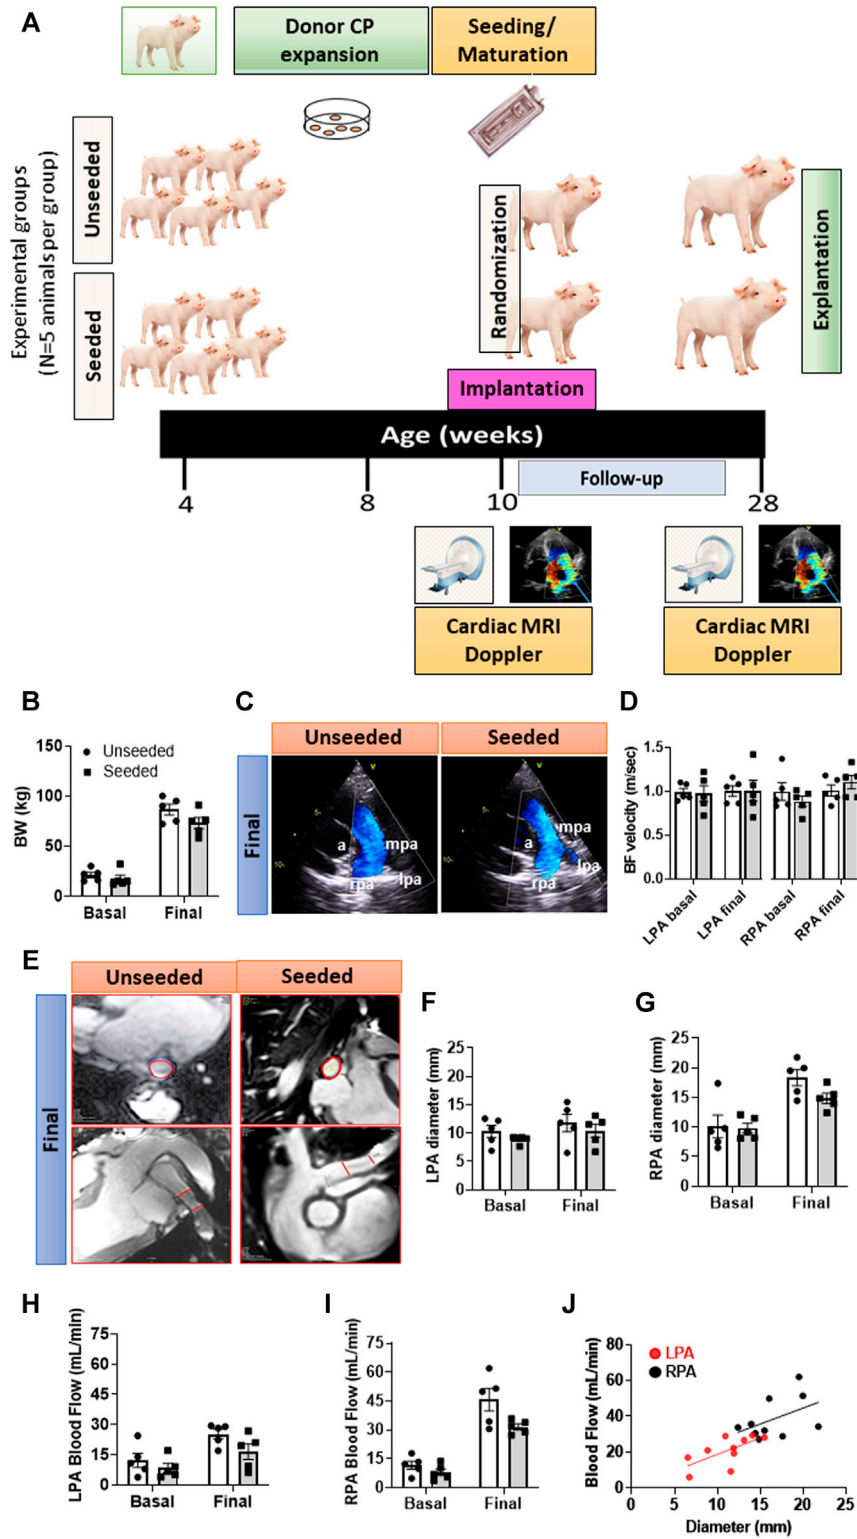 A
Donor CP
expansion
Seeding/
Maturation
Experimental groups
(N=5 animalsper group)
Unseeded
Seeded
Randomization
Explantation
Implantation
Age (weeks)
Follow-up
4
8
10
28
Cardiac MRI
Doppler
Cardiac MRI
Doppler
B
BW (kg)
150
100
50
0
Unseeded
Seeded
Basal
Final
C
Unseeded
Seeded
Final
V
5
10
a
mpa
lpa
rpa
V
5
10
a
mpa
lpa
rpa
D
BF velocity (m/sec)
1.5
1.0
0.5
0.0
LPA basal
LPA final
RPA basal
RPA final
E
Unseeded
Seeded
Final
F
LPA diameter (mm)
25
20
15
10
5
0
Basal
Final
G
RPA diameter (mm)
25
20
15
10
5
0
Basal
Final
H
LPA Blood Flow (mL/min)
75
60
45
30
15
0
Basal
Final
I
RPA Blood Flow (mL/min)
75
60
45
30
15
0
Basal
Final
J
Blood Flow (mL/min)
80
60
40
20
0
LPA
RPA
0
5
10
15
20
25
Diameter (mm)